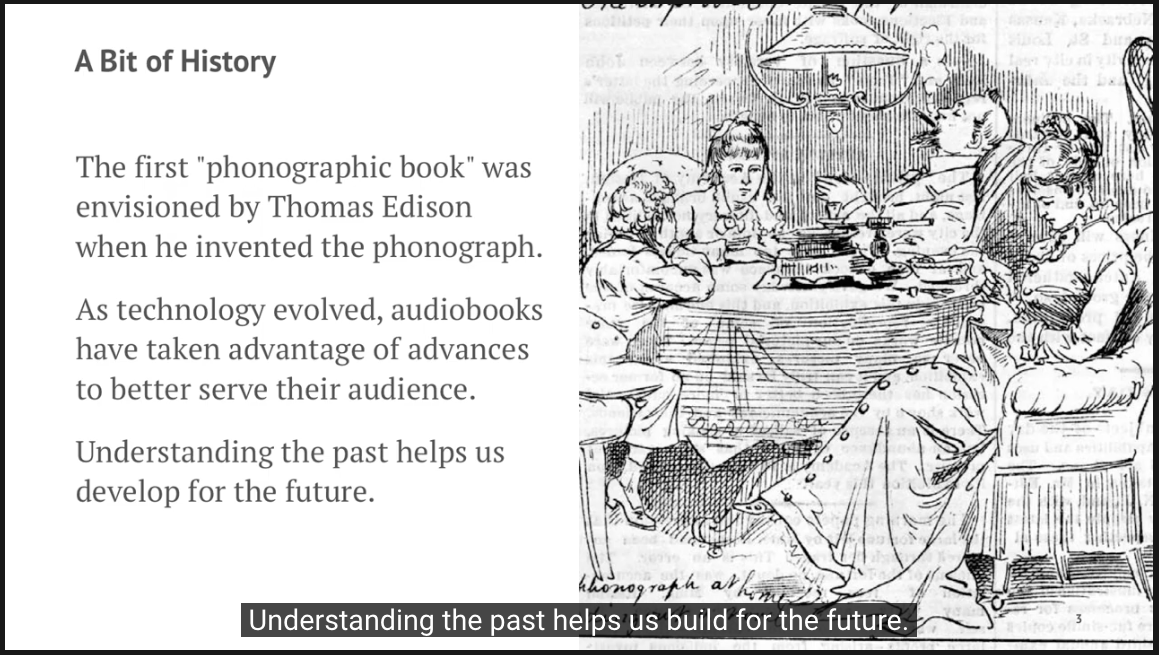 A Bit of History
The first "phonographic book" was
envisioned by Thomas Edison
when he invented the phonograph.
As technology evolved, audiobooks
have taken advantage of advances
to better serve their audience.
Understanding the past helps us
develop for the future.
phonograph at home
Understanding the past helps us build for the future.
3